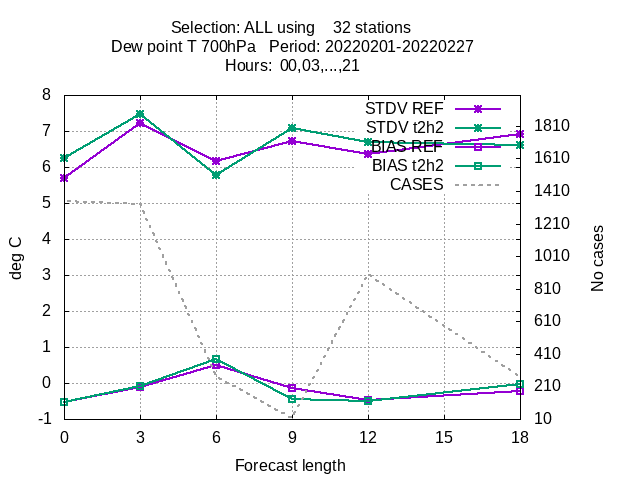 Selection: ALL using    32 stations
Dew point T 700hPa   Period: 20220201-20220227
Hours:  00,03,...,21
STDV REF
STDV t2h2
BIAS REF
BIAS t2h2
CASES
8
7
6
5
4
3
2
1
0
-1
deg C
1810
1610
1410
1210
1010
810
610
410
210
10
No cases
0 3 6 9 12 15 18
Forecast length